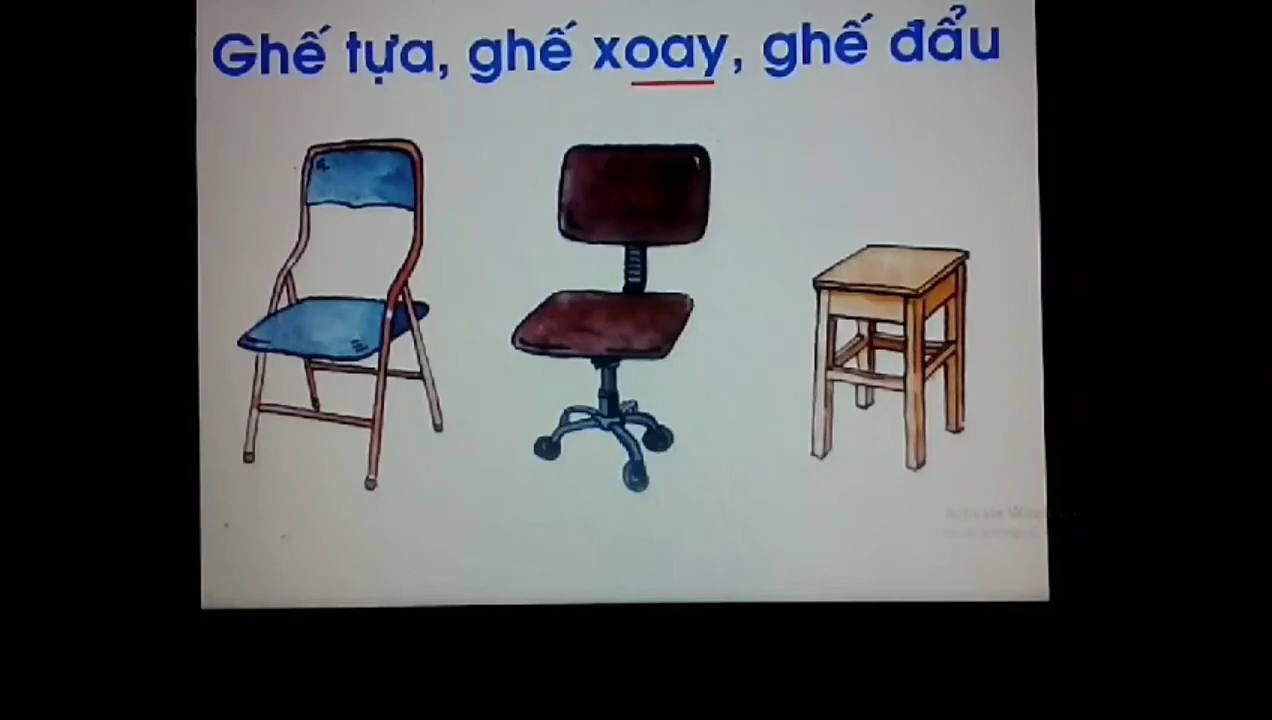 Ghế tựa, ghế xoay, ghế đẩu